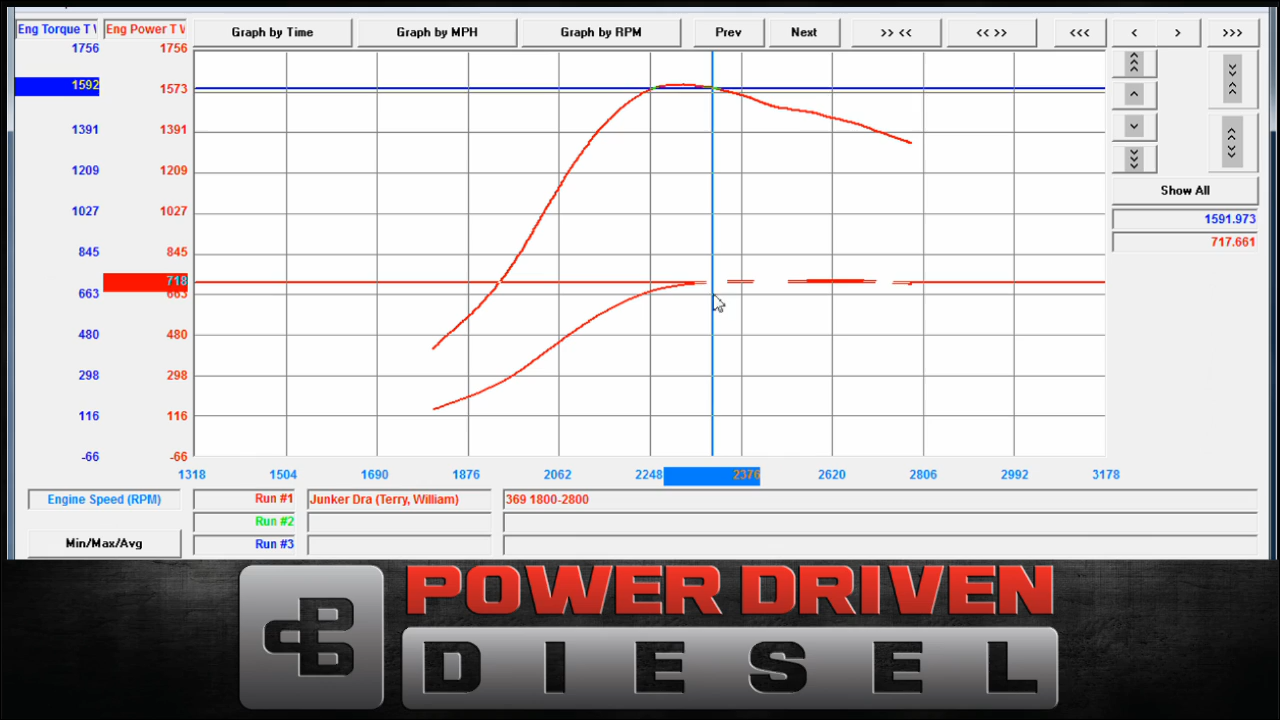 Eng Torque T \ Eng Power T V Graph by Time Graph by MPH Graph by RPM Prev Next >> << << >> <<< < > >>>
1756 1756
1592 1573
1391 1391
1209 1209
Show All
1027 1027 1591.973
717.661
845 845
718
663 663
480 480
298 298
116 116
-66 -66
1318 1504 1690 1876 2062 2248 2376 2620 2806 2992 3178
Engine Speed (RPM) Run #1 Junker Dra (Terry, William) 369 1800-2800
Run #2
Min/Max/Avg Run #3
POWER DRIVEN
DIESEL